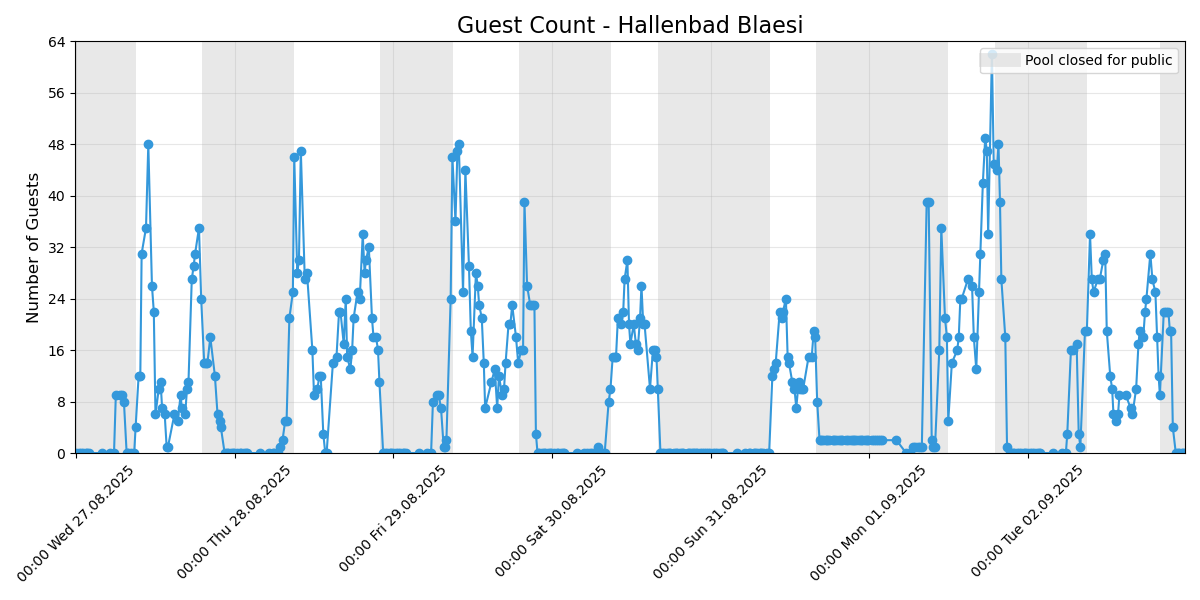 Guest Count - Hallenbad Blaesi
Pool closed for public
Number of Guests
64
56
48
40
32
24
16
8
0
00:00 Wed 27.08.2025
00:00 Thu 28.08.2025
00:00 Fri 29.08.2025
00:00 Sat 30.08.2025
00:00 Sun 31.08.2025
00:00 Mon 01.09.2025
00:00 Tue 02.09.2025